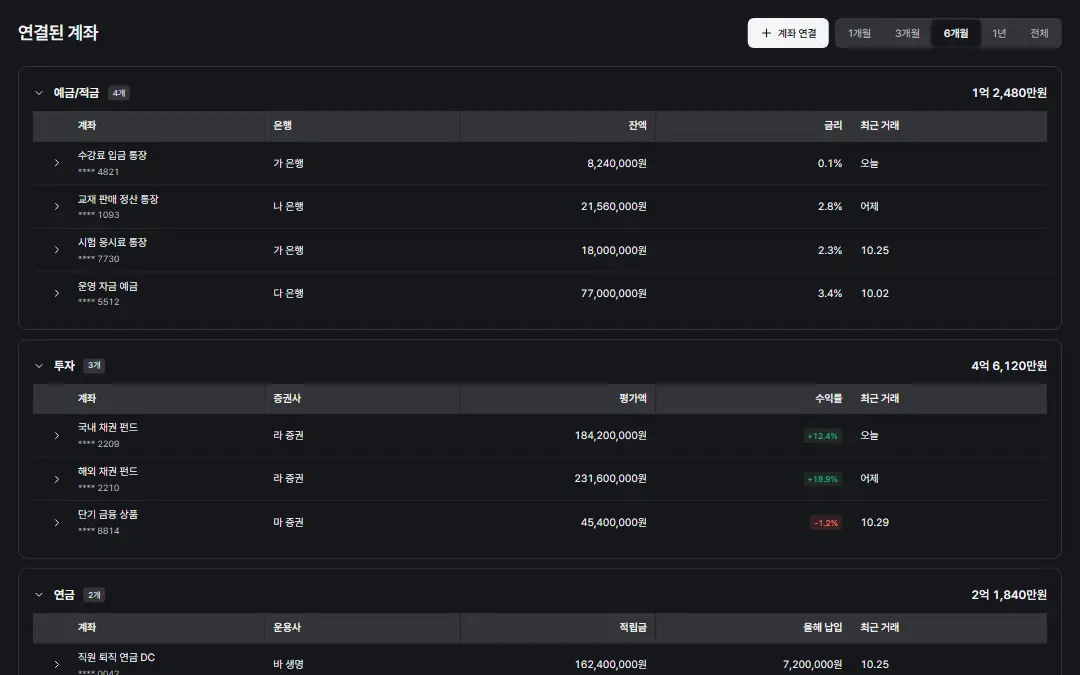 연결된 계좌
계좌 연결
1개월 3개월 6개월 1년 전체
예금/적금 4개 1억 2,480만원
계좌 은행 잔액 금리 최근 거래
수강료 입금 통장
**** 4821
가 은행 8,240,000원 0.1% 오늘
교재 판매 정산 통장
**** 1093
나 은행 21,560,000원 2.8% 어제
시험 응시료 통장
**** 7730
가 은행 18,000,000원 2.3% 10.25
운영 자금 예금
**** 5512
다 은행 77,000,000원 3.4% 10.02
투자 3개 4억 6,120만원
계좌 증권사 평가액 수익률 최근 거래
국내 채권 펀드
**** 2209
라 증권 184,200,000원 +12.4% 오늘
해외 채권 펀드
**** 2210
라 증권 231,600,000원 +18.9% 어제
단기 금융 상품
**** 8814
마 증권 45,400,000원 -1.2% 10.29
연금 2개 2억 1,840만원
계좌 운용사 적립금 올해 납입 최근 거래
직원 퇴직 연금 DC
**** 0042
바 생명 162,400,000원 7,200,000원 10.25